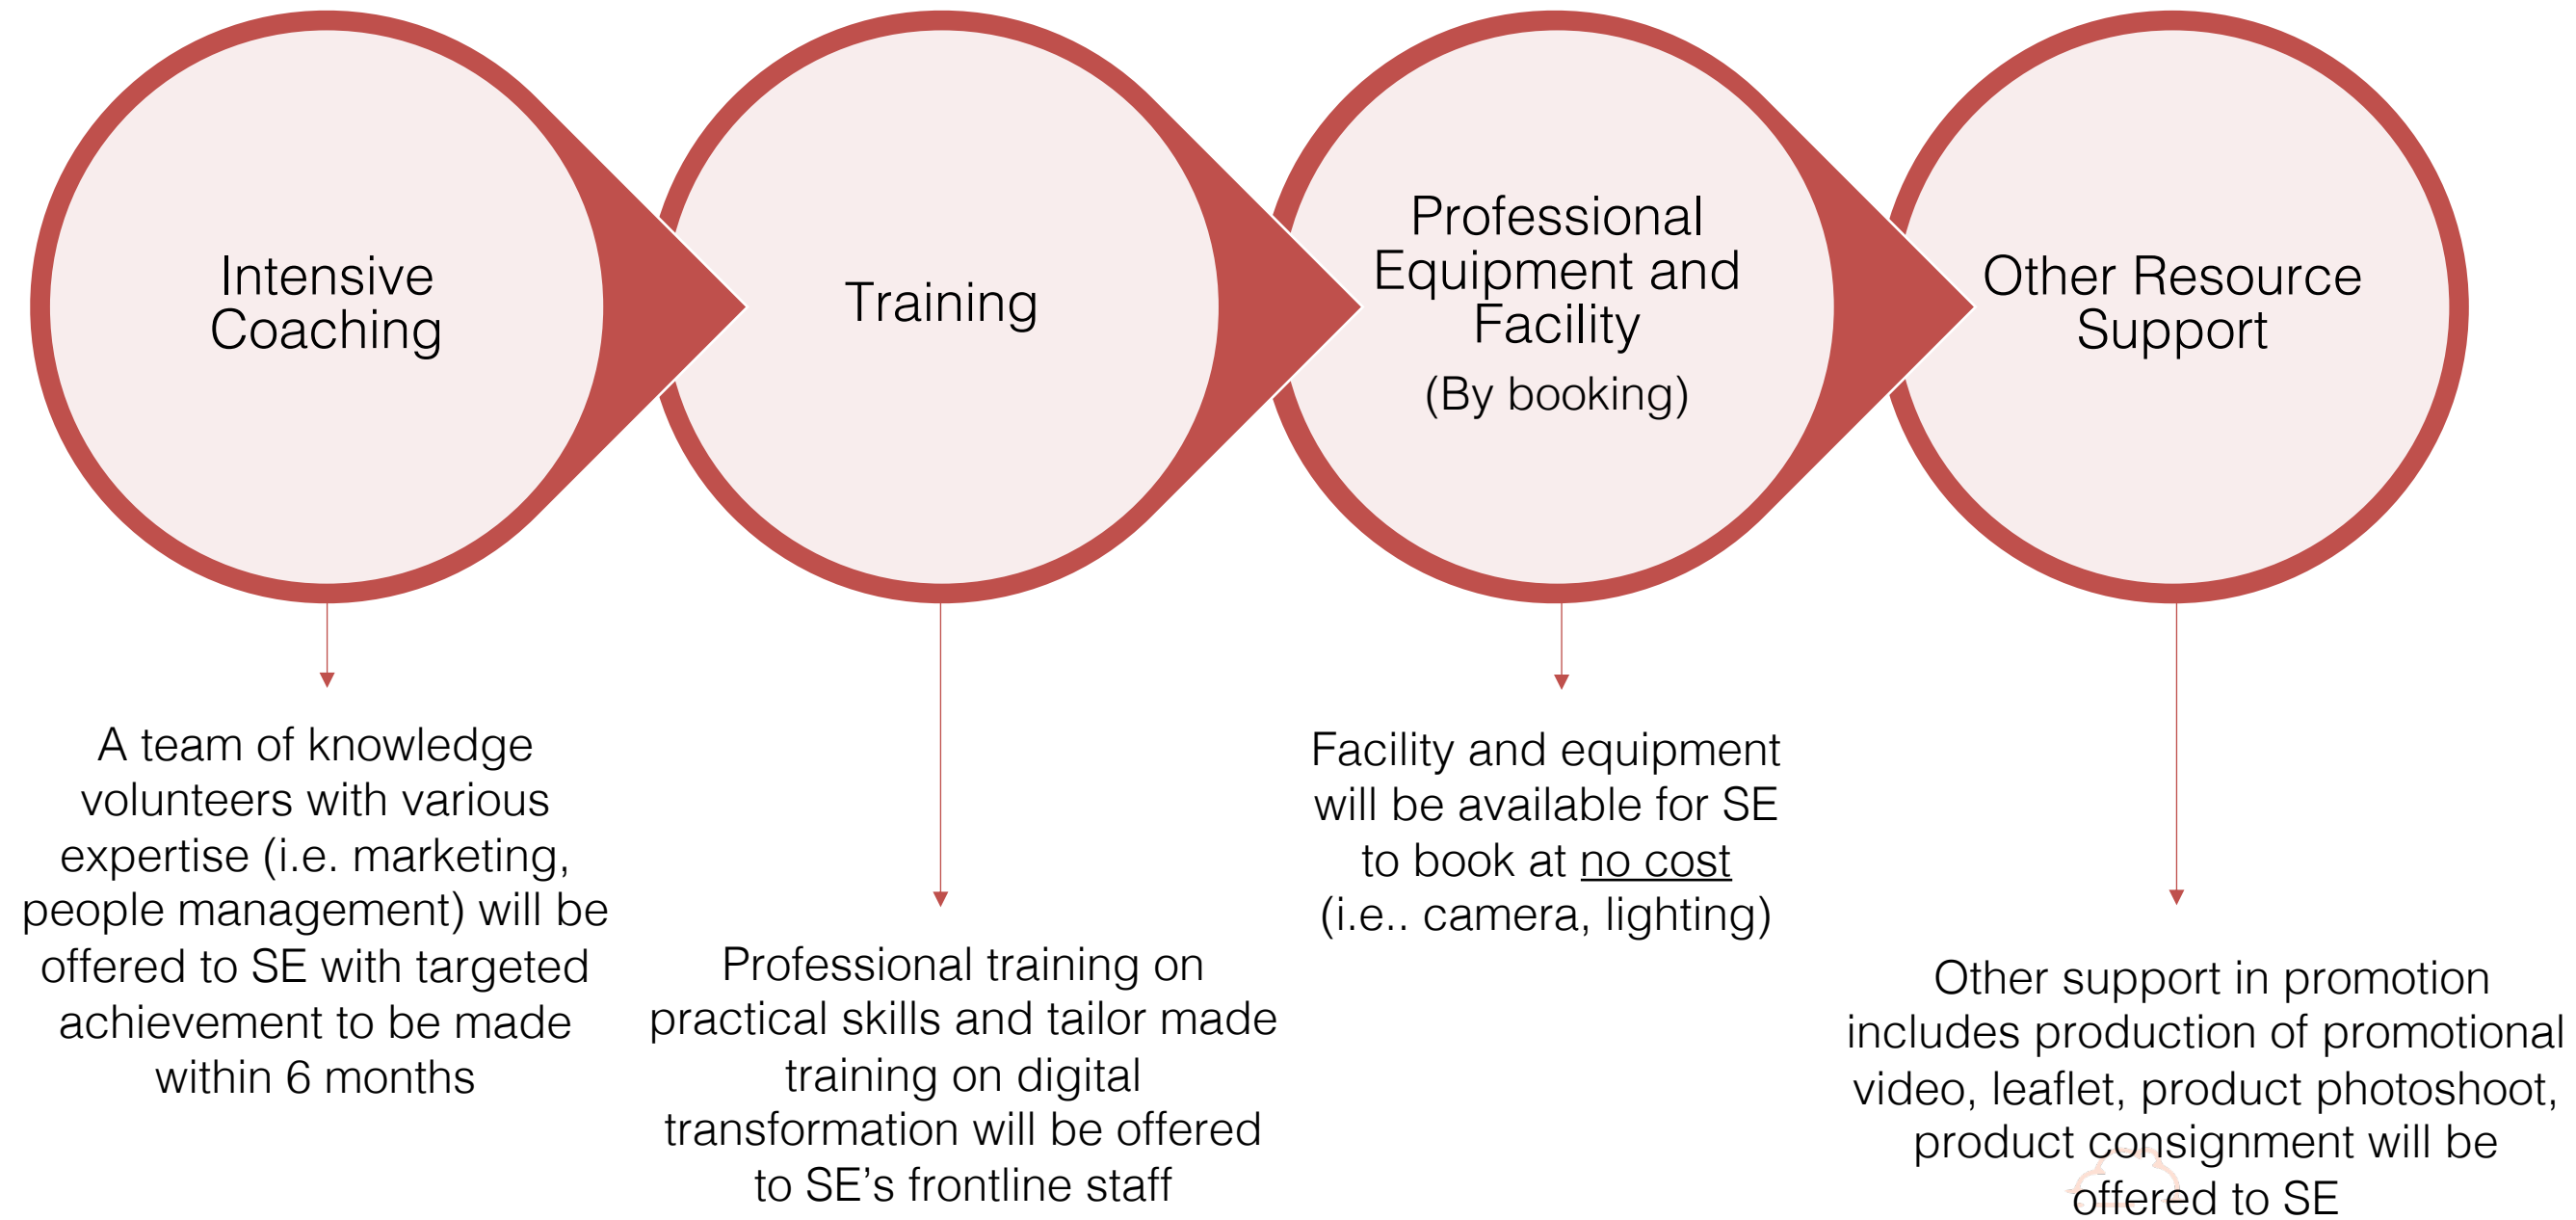 Intensive
Coaching
Training
Professional
Equipment and
Facility
(By booking)
Other Resource
Support
A team of knowledge
volunteers with various
expertise (i.e. marketing,
people management) will be
offered to SE with targeted
achievement to be made
within 6 months
Professional training on
practical skills and tailor made
training on digital
transformation will be offered
to SE’s frontline staff
Facility and equipment
will be available for SE
to book at no cost
(i.e.. camera, lighting)
Other support in promotion
includes production of promotional
video, leaflet, product photoshoot,
product consignment will be
offered to SE